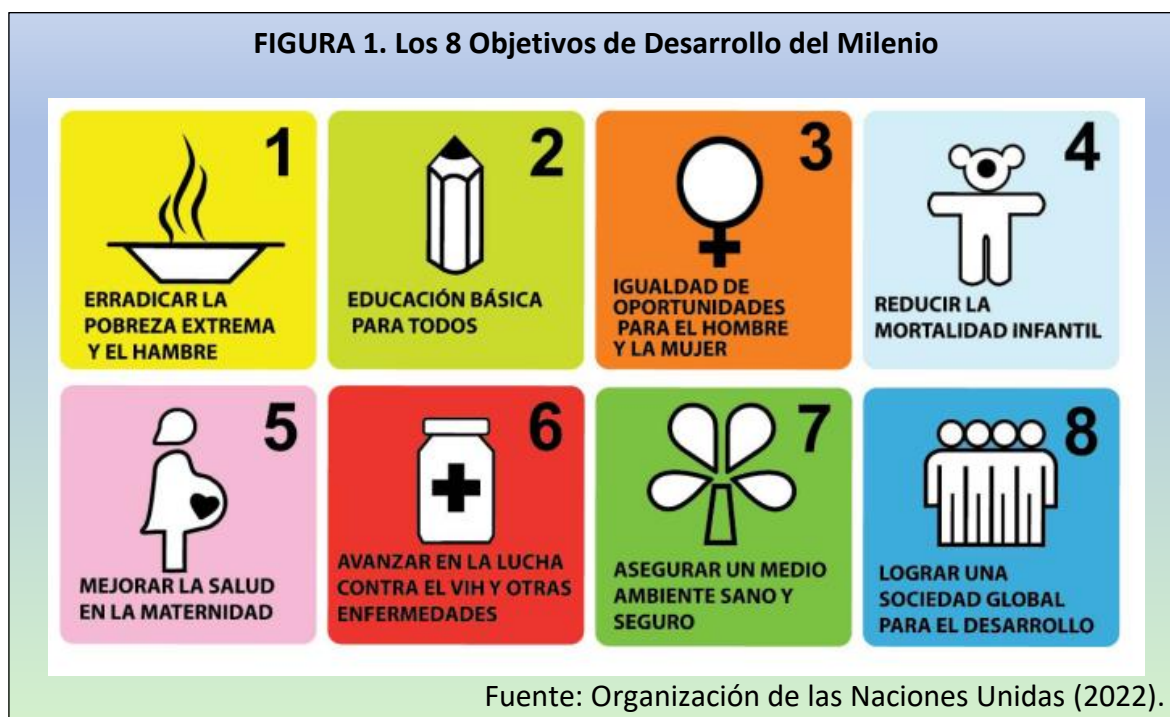 FIGURA 1. Los 8 Objetivos de Desarrollo del Milenio
1
ERRADICAR LA
POBREZA EXTREMA
Y EL HAMBRE
2
EDUCACIÓN BÁSICA
PARA TODOS
3
IGUALDAD DE
OPORTUNIDADES
PARA EL HOMBRE
Y LA MUJER
4
REDUCIR LA
MORTALIDAD INFANTIL
5
MEJORAR LA SALUD
EN LA MATERNIDAD
6
AVANZAR EN LA LUCHA
CONTRA EL VIH Y OTRAS
ENFERMEDADES
7
ASEGURAR UN MEDIO
AMBIENTE SANO Y
SEGURO
8
LOGRAR UNA
SOCIEDAD GLOBAL
PARA EL DESARROLLO
Fuente: Organización de las Naciones Unidas (2022).